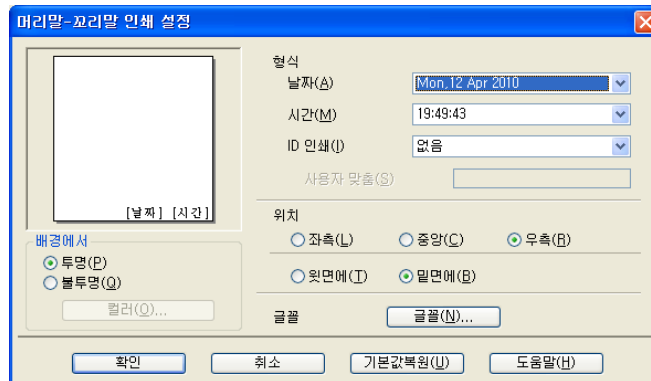 머리말-꼬리말 인쇄 설정
형식
날짜(A)
Mon,12 Apr 2010
시간(M)
19:49:43
ID 인쇄(I)
없음
사용자 맞춤(S)
[날짜] [시간]
배경에서
투명(P)
불투명(Q)
컬러(O)...
위치
좌측(L) 중앙(C) 우측(R)
윗면에(T) 밑면에(B)
글꼴 글꼴(N)...
확인 취소 기본값복원(U) 도움말(H)